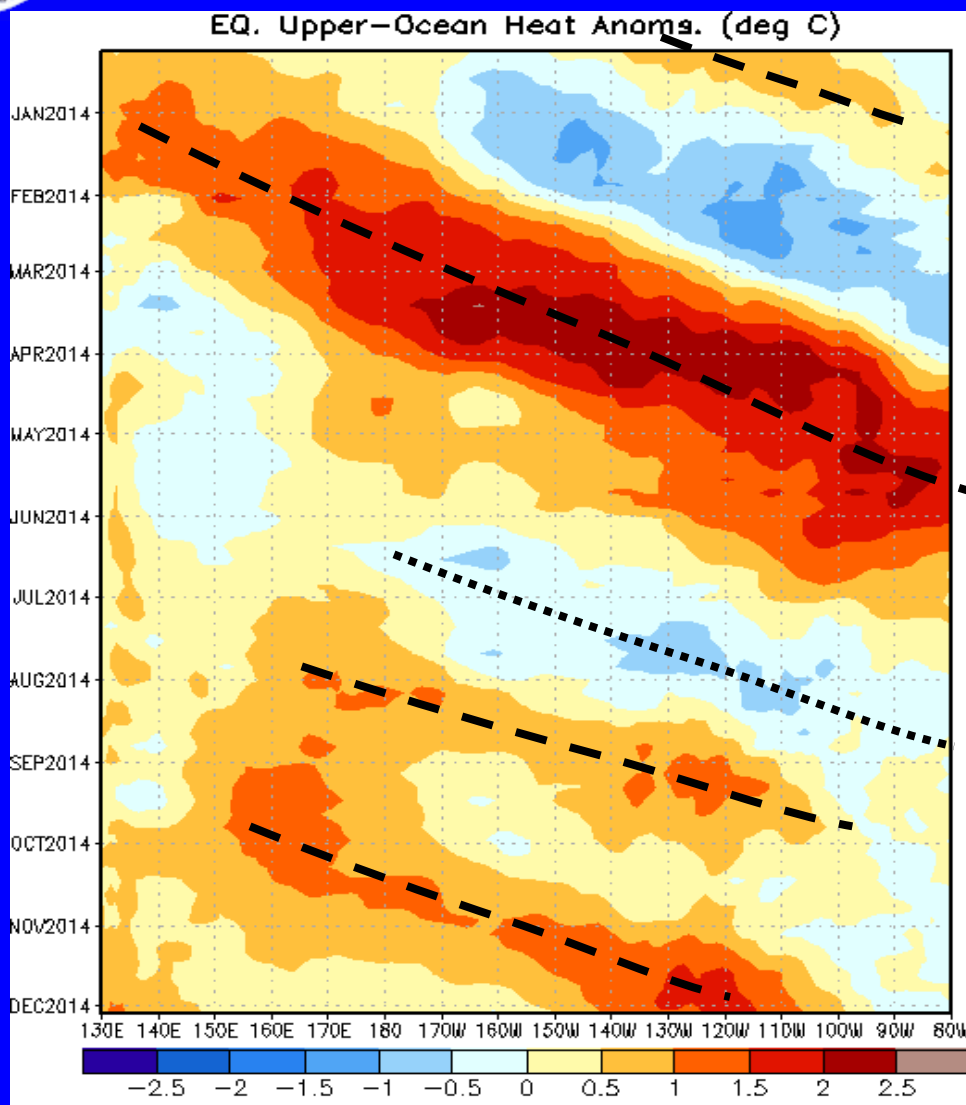 EQ. Upper-Ocean Heat Anoms. (deg C)
JAN2014
FEB2014
MAR2014
APR2014
MAY2014
JUN2014
JUL2014
AUG2014
SEP2014
OCT2014
NOV2014
DEC2014
130E 140E 150E 160E 170E 180 170W 160W 150W 140W 130W 120W 110W 100W 90W 80W
-2.5 -2 -1.5 -1 -0.5 0 0.5 1 1.5 2 2.5